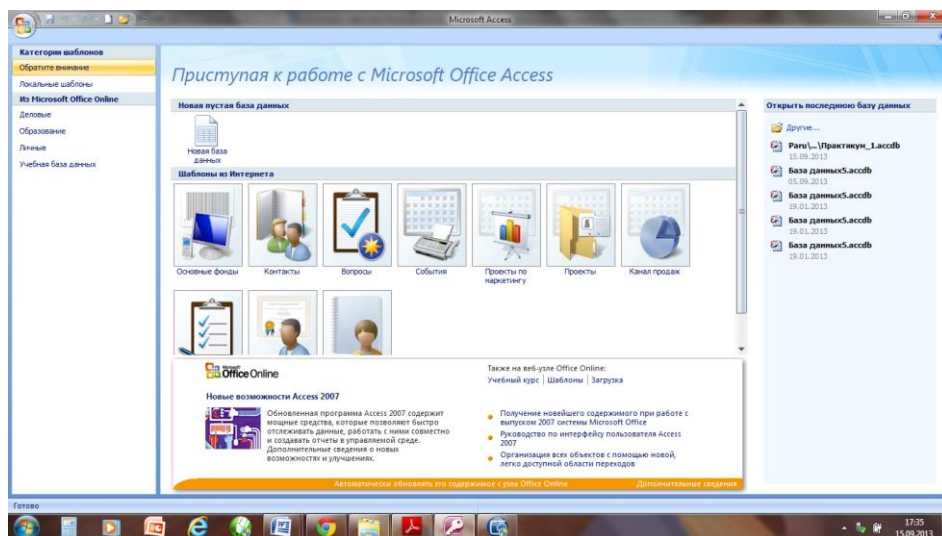 Microsoft Access
Категории шаблонов
Обратите внимание
Локальные шаблоны
Из Microsoft Office Online
Деловые
Образование
Личные
Учебная база данных
Приступая к работе с Microsoft Office Access
Новая пустая база данных
Новая база
данных
Шаблоны из Интернета
Основные фонды
Контакты
Вопросы
События
Проекты по
маркетингу
Проекты
Канал продаж
Microsoft
Office Online
Новые возможности Access 2007
Обновленная программа Access 2007 содержит
мощные средства, которые позволяют быстро
отслеживать данные, работать с ними совместно
и создавать отчеты в управляемой среде.
Дополнительные сведения о новых
возможностях и улучшениях.
Также на веб-узле Office Online:
Учебный курс | Шаблоны | Загрузка
Получение новейшего содержимого при работе с
выпуском 2007 системы Microsoft Office
Руководство по интерфейсу пользователя Access
2007
Организация всех объектов с помощью новой,
легко доступной области переходов
Автоматически обновлять это содержимое с узла Office Online
Дополнительные сведения
Открыть последнюю базу данных
Другие...
Paru\...\Практикум_1.accdb
15.09.2013
База данных5.accdb
05.09.2013
База данных5.accdb
19.01.2013
База данных5.accdb
19.01.2013
База данных5.accdb
19.01.2013
Готово
17:35
15.09.2013